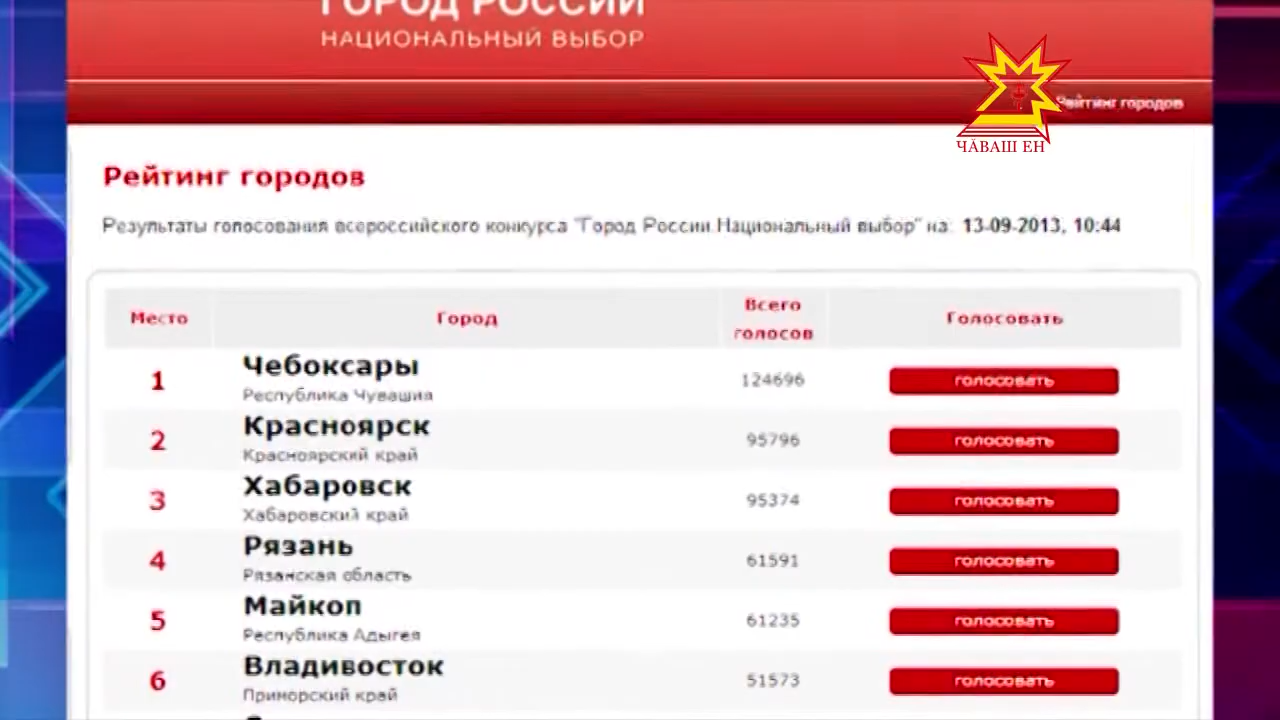 ГОРОД РОССИИ
НАЦИОНАЛЬНЫЙ ВЫБОР
Рейтинг городов
ЧӐВАШ ЕН
Рейтинг городов
Результаты голосования всероссийского конкурса "Город России.Национальный выбор" на: 13-09-2013, 10:44
Место Город Всего голосов Голосовать
1 Чебоксары 124696 голосовать
Республика Чувашия
2 Красноярск 95796 голосовать
Красноярский край
3 Хабаровск 95374 голосовать
Хабаровский край
4 Рязань 61591 голосовать
Рязанская область
5 Майкоп 61235 голосовать
Республика Адыгея
6 Владивосток 51573 голосовать
Приморский край